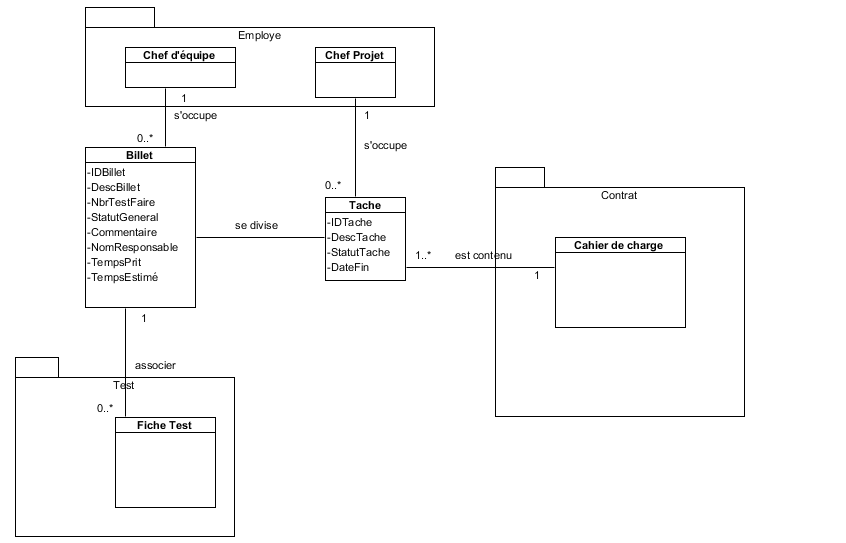 Employe
Chef d'équipe
Chef Projet
1
s'occupe
0..*
1
s'occupe
0..*
Billet
-IDBillet
-DescBillet
-NbrTestFaire
-StatutGeneral
-Commentaire
-NomResponsable
-TempsPrit
-TempsEstimé
se divise
Tache
-IDTache
-DescTache
-StatutTache
-DateFin
1..*
est contenu
1
Contrat
Cahier de charge
1
associer
Test
0..*
Fiche Test